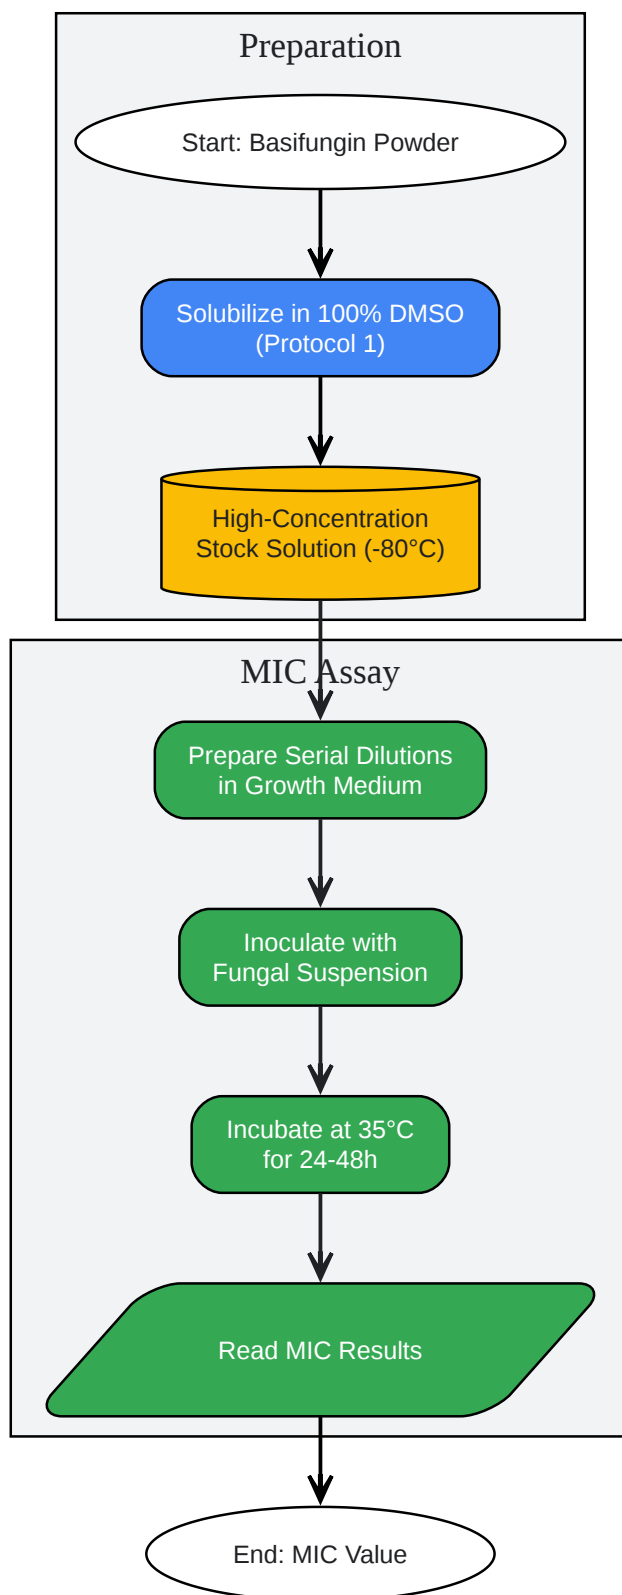 Preparation
Start: Basifungin Powder
Solubilize in 100% DMSO
(Protocol 1)
High-Concentration
Stock Solution (-80°C)
MIC Assay
Prepare Serial Dilutions
in Growth Medium
Inoculate with
Fungal Suspension
Incubate at 35°C
for 24-48h
Read MIC Results
End: MIC Value